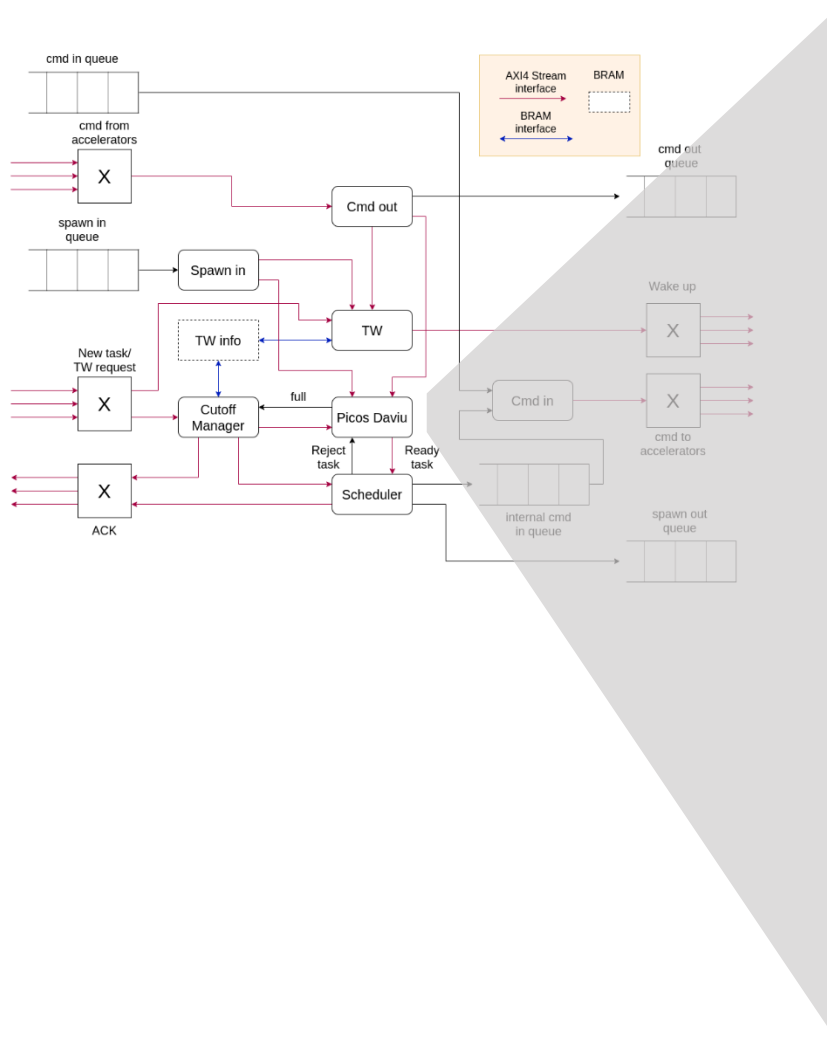 cmd in queue
AXI4 Stream
interface
BRAM
BRAM
interface
cmd from
accelerators
X
cmd out
queue
Cmd out
spawn in
queue
Spawn in
Wake up
X
TW
TW info
New task/
TW request
X
full
Cutoff
Manager
Picos Daviu
Cmd in
X
cmd to
accelerators
Reject
task
Ready
task
X
ACK
Scheduler
internal cmd
in queue
spawn out
queue